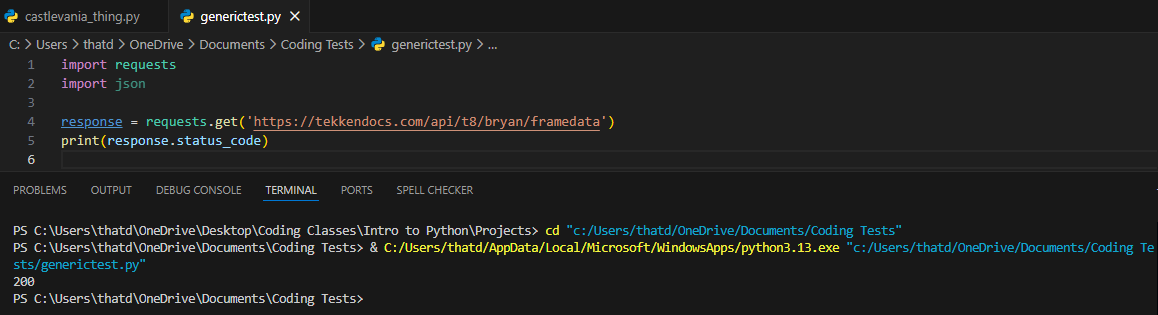 castlevania_thing.py generictest.py
C: > Users > thatd > OneDrive > Documents > Coding Tests > generictest.py > ...
1 import requests
2 import json
3
4 response = requests.get('https://tekkendocs.com/api/t8/bryan/framedata')
5 print(response.status_code)
6
PROBLEMS OUTPUT DEBUG CONSOLE TERMINAL PORTS SPELL CHECKER
PS C:\Users\thatd\OneDrive\Desktop\Coding Classes\Intro to Python\Projects> cd "c:/Users/thatd/OneDrive/Documents/Coding Tests"
PS C:\Users\thatd\OneDrive\Documents\Coding Tests> & C:/Users/thatd/AppData/Local/Microsoft/WindowsApps/python3.13.exe "c:/Users/thatd/OneDrive/Documents/Coding Te
sts/generictest.py"
200
PS C:\Users\thatd\OneDrive\Documents\Coding Tests>